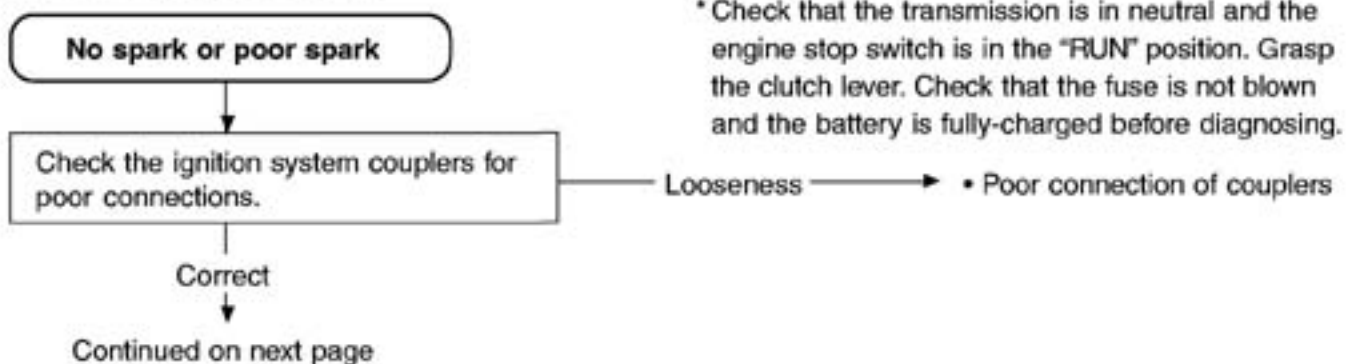 No spark or poor spark
* Check that the transmission is in neutral and the
engine stop switch is in the “RUN” position. Grasp
the clutch lever. Check that the fuse is not blown
and the battery is fully-charged before diagnosing.
Check the ignition system couplers for
poor connections.
Looseness
• Poor connection of couplers
Correct
Continued on next page